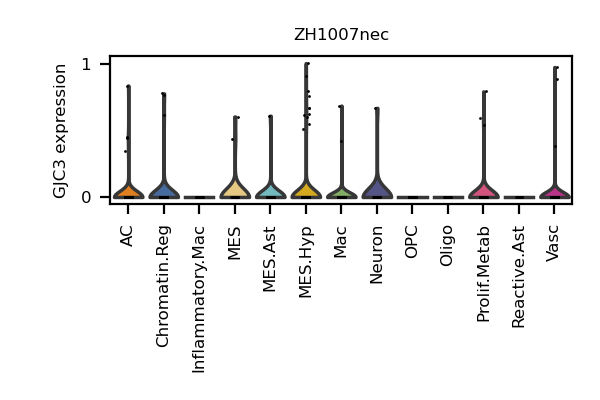 ZH1007nec
GJC3 expression
1
0
AC
Chromatin.Reg
Inflammatory.Mac
MES
MES.Ast
MES.Hyp
Mac
Neuron
OPC
Oligo
Prolif.Metab
Reactive.Ast
Vasc